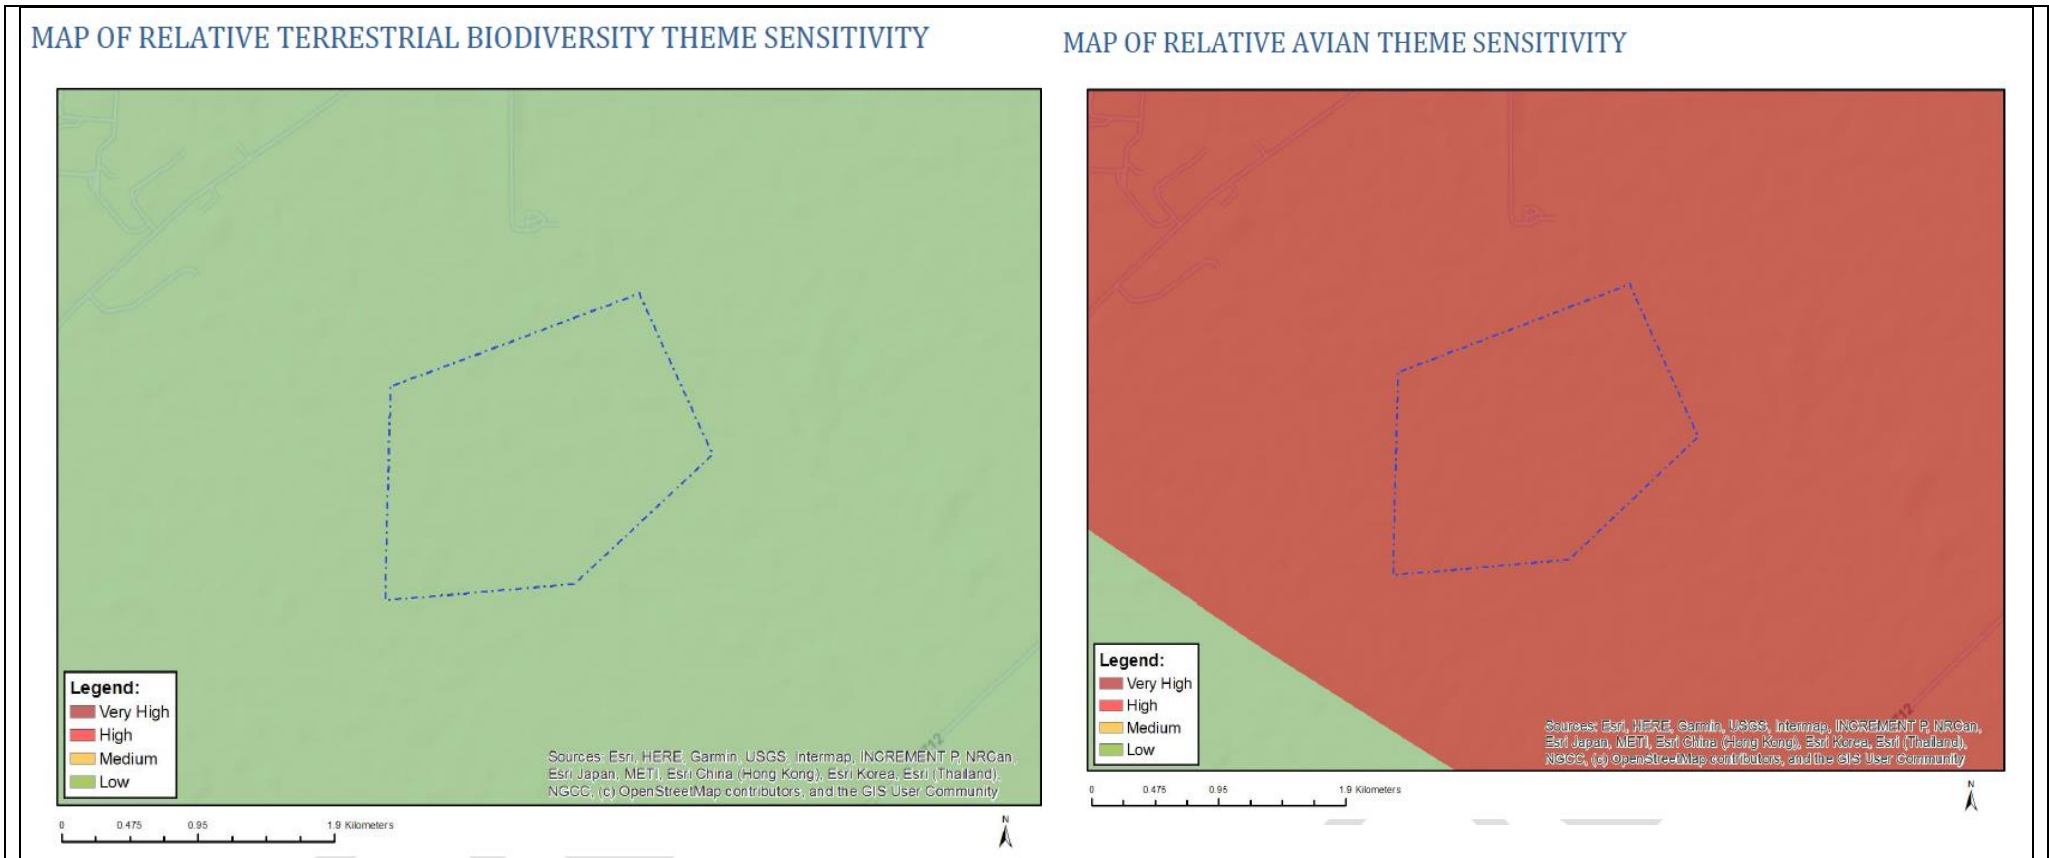 MAP OF RELATIVE TERRESTRIAL BIODIVERSITY THEME SENSITIVITY
Legend:
Very High
High
Medium
Low
712
Sources: Esri, HERE, Garmin, USGS, Intermap, INCREMENT P, NRCan,
Esri Japan, METI, Esri China (Hong Kong), Esri Korea, Esri (Thailand),
NGCC, (c) OpenStreetMap contributors, and the GIS User Community
0 0.475 0.95 1.9 Kilometers
N
MAP OF RELATIVE AVIAN THEME SENSITIVITY
Legend:
Very High
High
Medium
Low
712
Sources: Esri, HERE, Garmin, USGS, Intermap, INCREMENT P, NRCan,
Esri Japan, METI, Esri China (Hong Kong), Esri Korea, Esri (Thailand),
NGCC, (c) OpenStreetMap contributors, and the GIS User Community
0 0.475 0.95 1.9 Kilometers
N